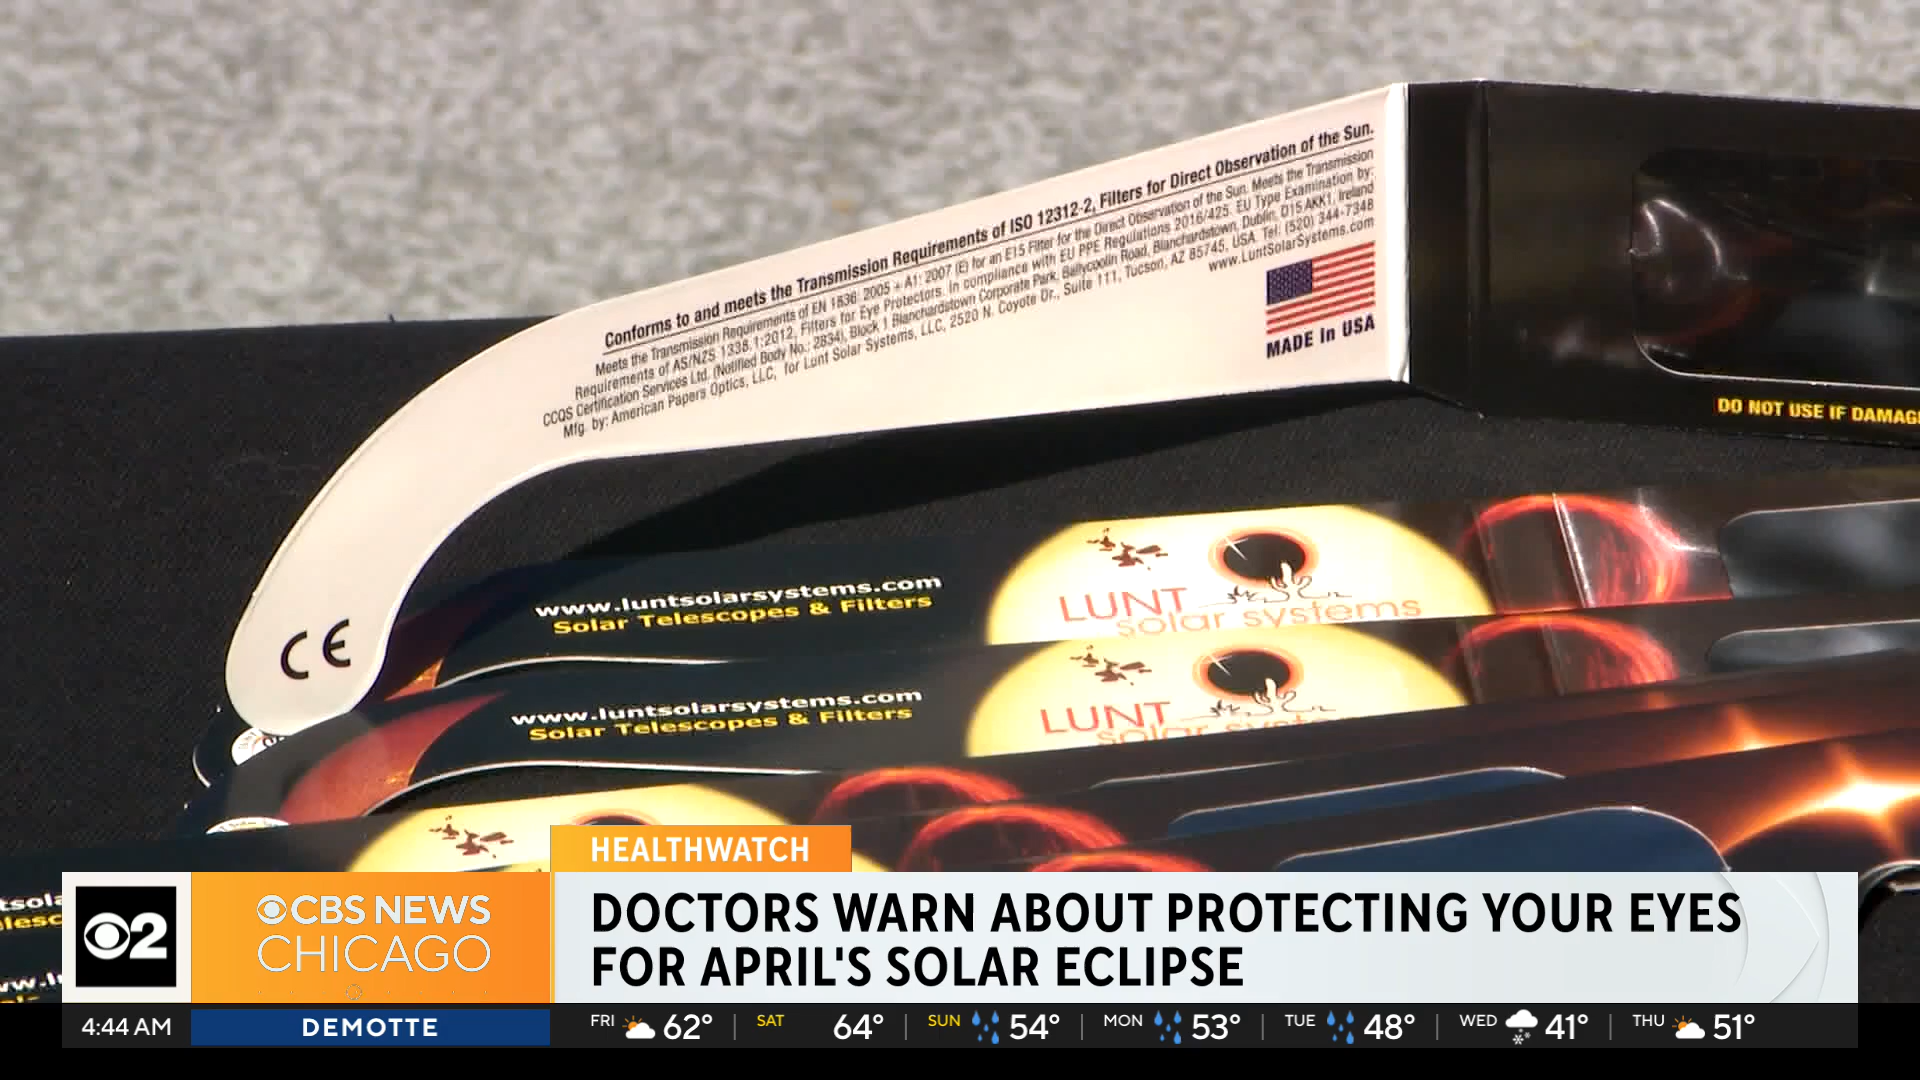 Conforms to and meets the Transmission Requirements of ISO 12312-2, Filters for Direct Observation of the Sun.
Meets the Transmission Requirements of EN 1836: 2005 + A1: 2007 (E) for an E15 Filter for the Direct Observation of the Sun. Meets the Transmission
Requirements of AS/NZS 1338.1:2012, Filters for Eye Protectors. In compliance with EU PPE Regulations 2016/425. EU Type Examination by:
CCQS Certification Services Ltd. (Notified Body No.: 2834), Block 1 Blanchardstown Corporate Park, Ballycoolin Road, Blanchardstown, Dublin, D15 AKK1, Ireland
Mfg. by: American Papers Optics, LLC, for Lunt Solar Systems, LLC, 2520 N. Coyote Dr., Suite 111, Tucson, AZ 85745, USA Tel: (520) 344-7348
www.LuntSolarSystems.com
MADE in USA
DO NOT USE IF DAMAG
CE
www.luntsolarsystems.com
Solar Telescopes & Filters
LUNT
solar systems
www.luntsolarsystems.com
Solar Telescopes & Filters
LUNT
solar syste
HEALTHWATCH
2
CBS NEWS
CHICAGO
DOCTORS WARN ABOUT PROTECTING YOUR EYES
FOR APRIL'S SOLAR ECLIPSE
4:44 AM
DEMOTTE
FRI 62° SAT 64° SUN 54° MON 53° TUE 48° WED 41° THU 51°